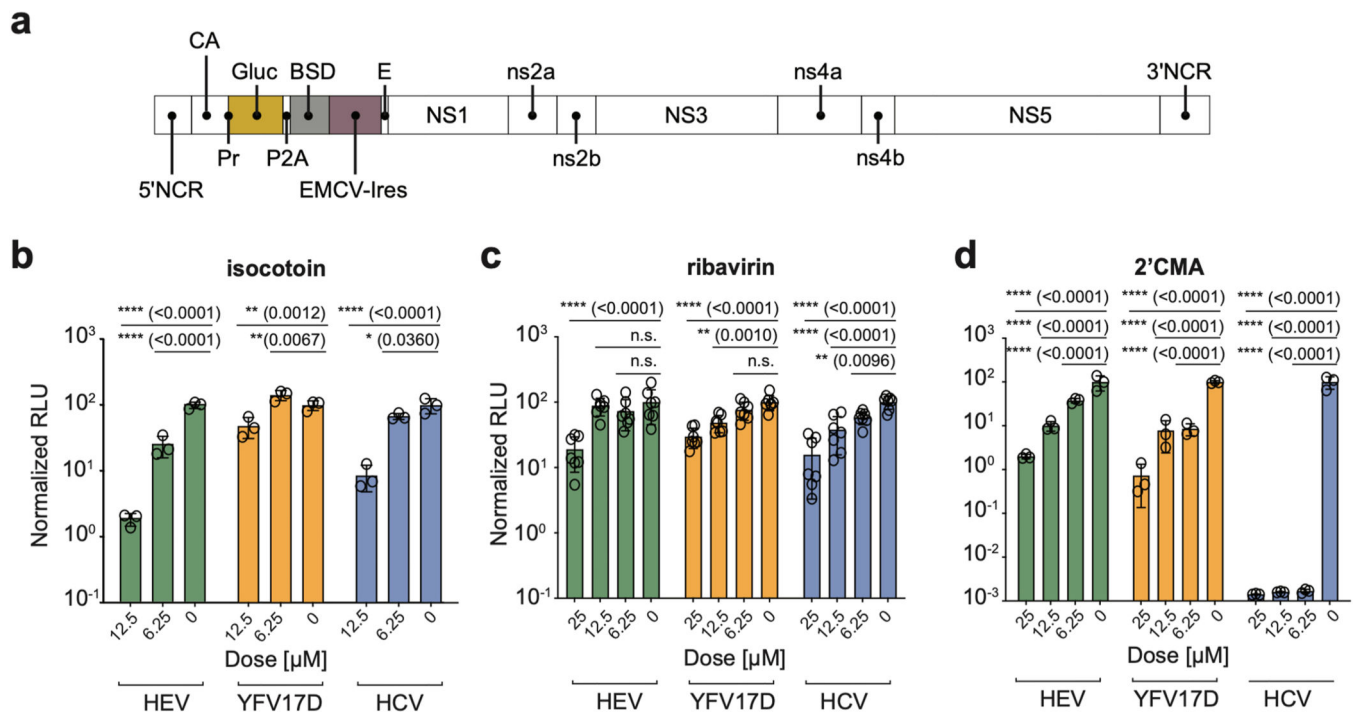 a
CA
Gluc BSD E ns2a ns4a 3'NCR
NS1 NS3 NS5
Pr P2A ns2b ns4b
5'NCR EMCV-Ires
b
isocotoin
**** (<0.0001) ** (0.0012) **** (<0.0001)
**** (<0.0001) **(0.0067) * (0.0360)
Normalized RLU
10³
10²
10¹
10⁰
10⁻¹
12.5 6.25 0 12.5 6.25 0 12.5 6.25 0
Dose [µM]
HEV YFV17D HCV
c
ribavirin
**** (<0.0001) **** (<0.0001) **** (<0.0001)
n.s. ** (0.0010) **** (<0.0001)
n.s. n.s. ** (0.0096)
Normalized RLU
10³
10²
10¹
10⁰
10⁻¹
25 12.5 6.25 0 25 12.5 6.25 0 25 12.5 6.25 0
Dose [µM]
HEV YFV17D HCV
d
2'CMA
**** (<0.0001) **** (<0.0001) **** (<0.0001)
**** (<0.0001) **** (<0.0001) **** (<0.0001)
**** (<0.0001) **** (<0.0001) **** (<0.0001)
10³
10²
10¹
10⁰
10⁻¹
10⁻²
10⁻³
25 12.5 6.25 0 25 12.5 6.25 0 25 12.5 6.25 0
Dose [µM]
HEV YFV17D HCV